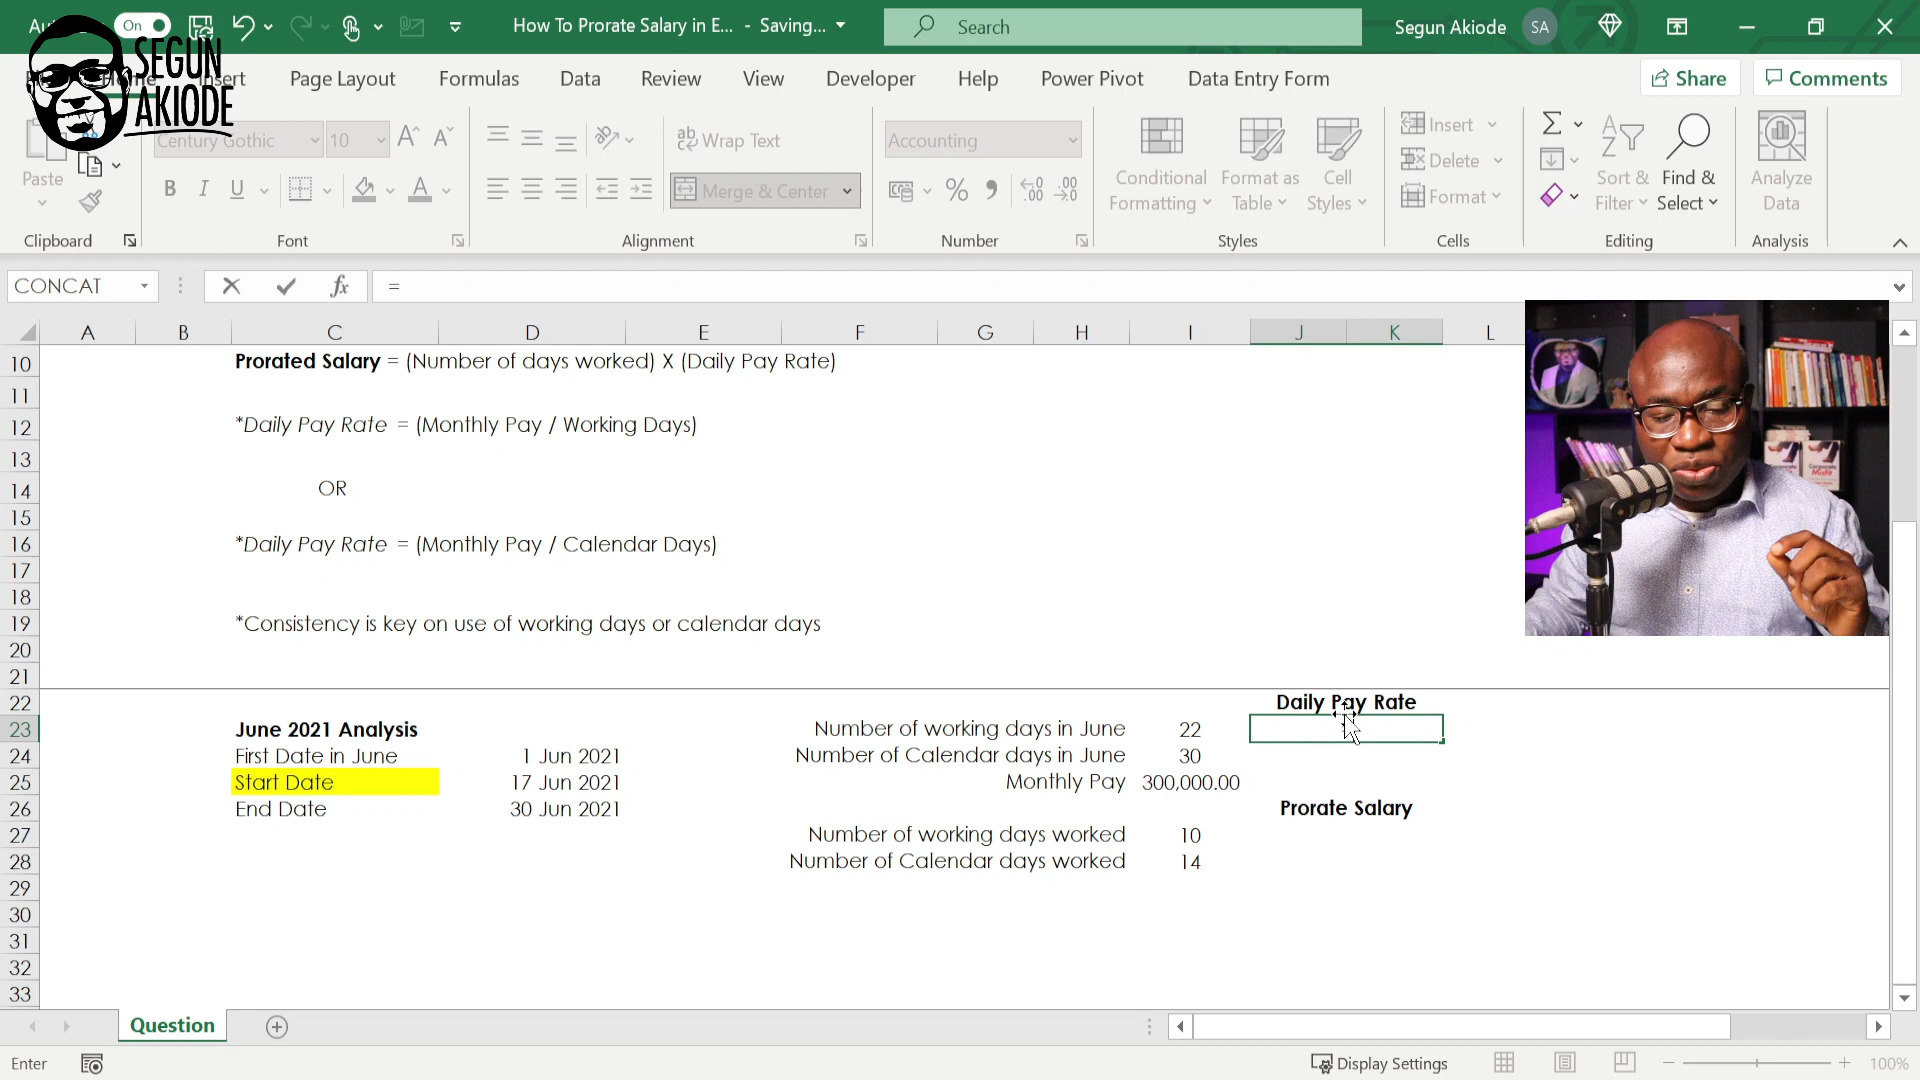 On
How To Prorate Salary in E... - Saving...
Search
Segun Akiode
SA
SEGUN
AKIODE
Page Layout
Formulas
Data
Review
View
Developer
Help
Power Pivot
Data Entry Form
Share
Comments
Paste
Century Gothic
10
Wrap Text
Merge & Center
Accounting
Conditional
Formatting
Format as
Table
Cell
Styles
Insert
Delete
Format
Sort &
Filter
Find &
Select
Analyze
Data
Clipboard
Font
Alignment
Number
Styles
Cells
Editing
Analysis
CONCAT
fx
=
A B C D E F G H I J K L
10 Prorated Salary = (Number of days worked) X (Daily Pay Rate)
11
12 *Daily Pay Rate = (Monthly Pay / Working Days)
13
14 OR
15
16 *Daily Pay Rate = (Monthly Pay / Calendar Days)
17
18
19 *Consistency is key on use of working days or calendar days
20
21
22 Daily Pay Rate
23 June 2021 Analysis Number of working days in June 22
24 First Date in June 1 Jun 2021 Number of Calendar days in June 30
25 Start Date 17 Jun 2021 Monthly Pay 300,000.00
26 End Date 30 Jun 2021 Prorate Salary
27 Number of working days worked 10
28 Number of Calendar days worked 14
29
30
31
32
33
Question
Enter
Display Settings
100%